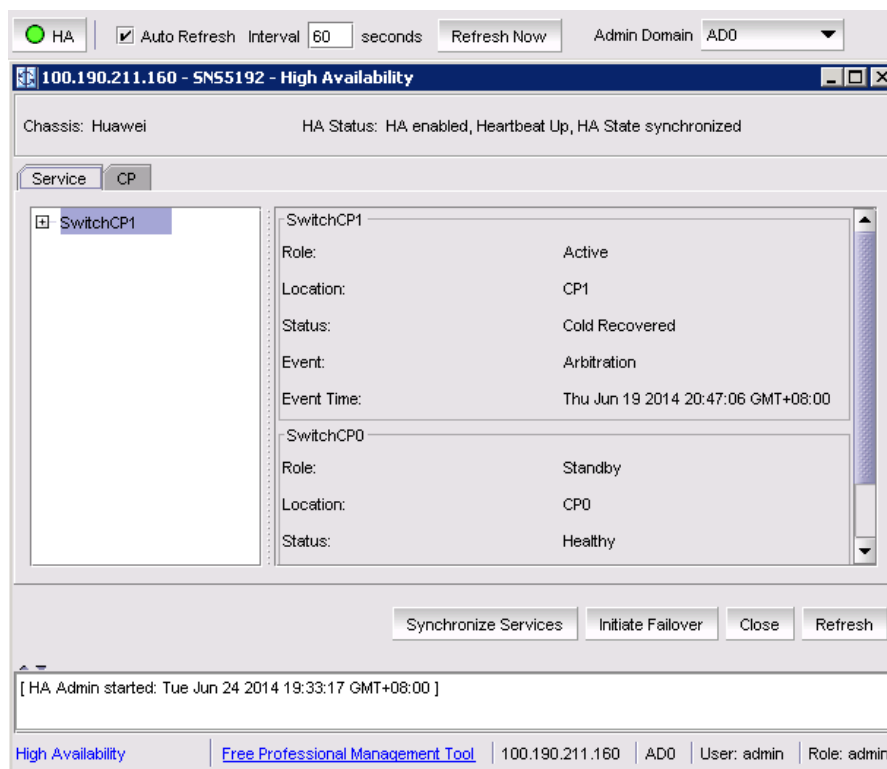 HA Auto Refresh Interval 60 seconds Refresh Now Admin Domain AD0
100.190.211.160 - SNS5192 - High Availability
Chassis: Huawei HA Status: HA enabled, Heartbeat Up, HA State synchronized
Service CP
SwitchCP1
SwitchCP1
Role: Active
Location: CP1
Status: Cold Recovered
Event: Arbitration
Event Time: Thu Jun 19 2014 20:47:06 GMT+08:00
SwitchCP0
Role: Standby
Location: CP0
Status: Healthy
Synchronize Services Initiate Failover Close Refresh
[ HA Admin started: Tue Jun 24 2014 19:33:17 GMT+08:00 ]
High Availability Free Professional Management Tool 100.190.211.160 AD0 User: admin Role: admin